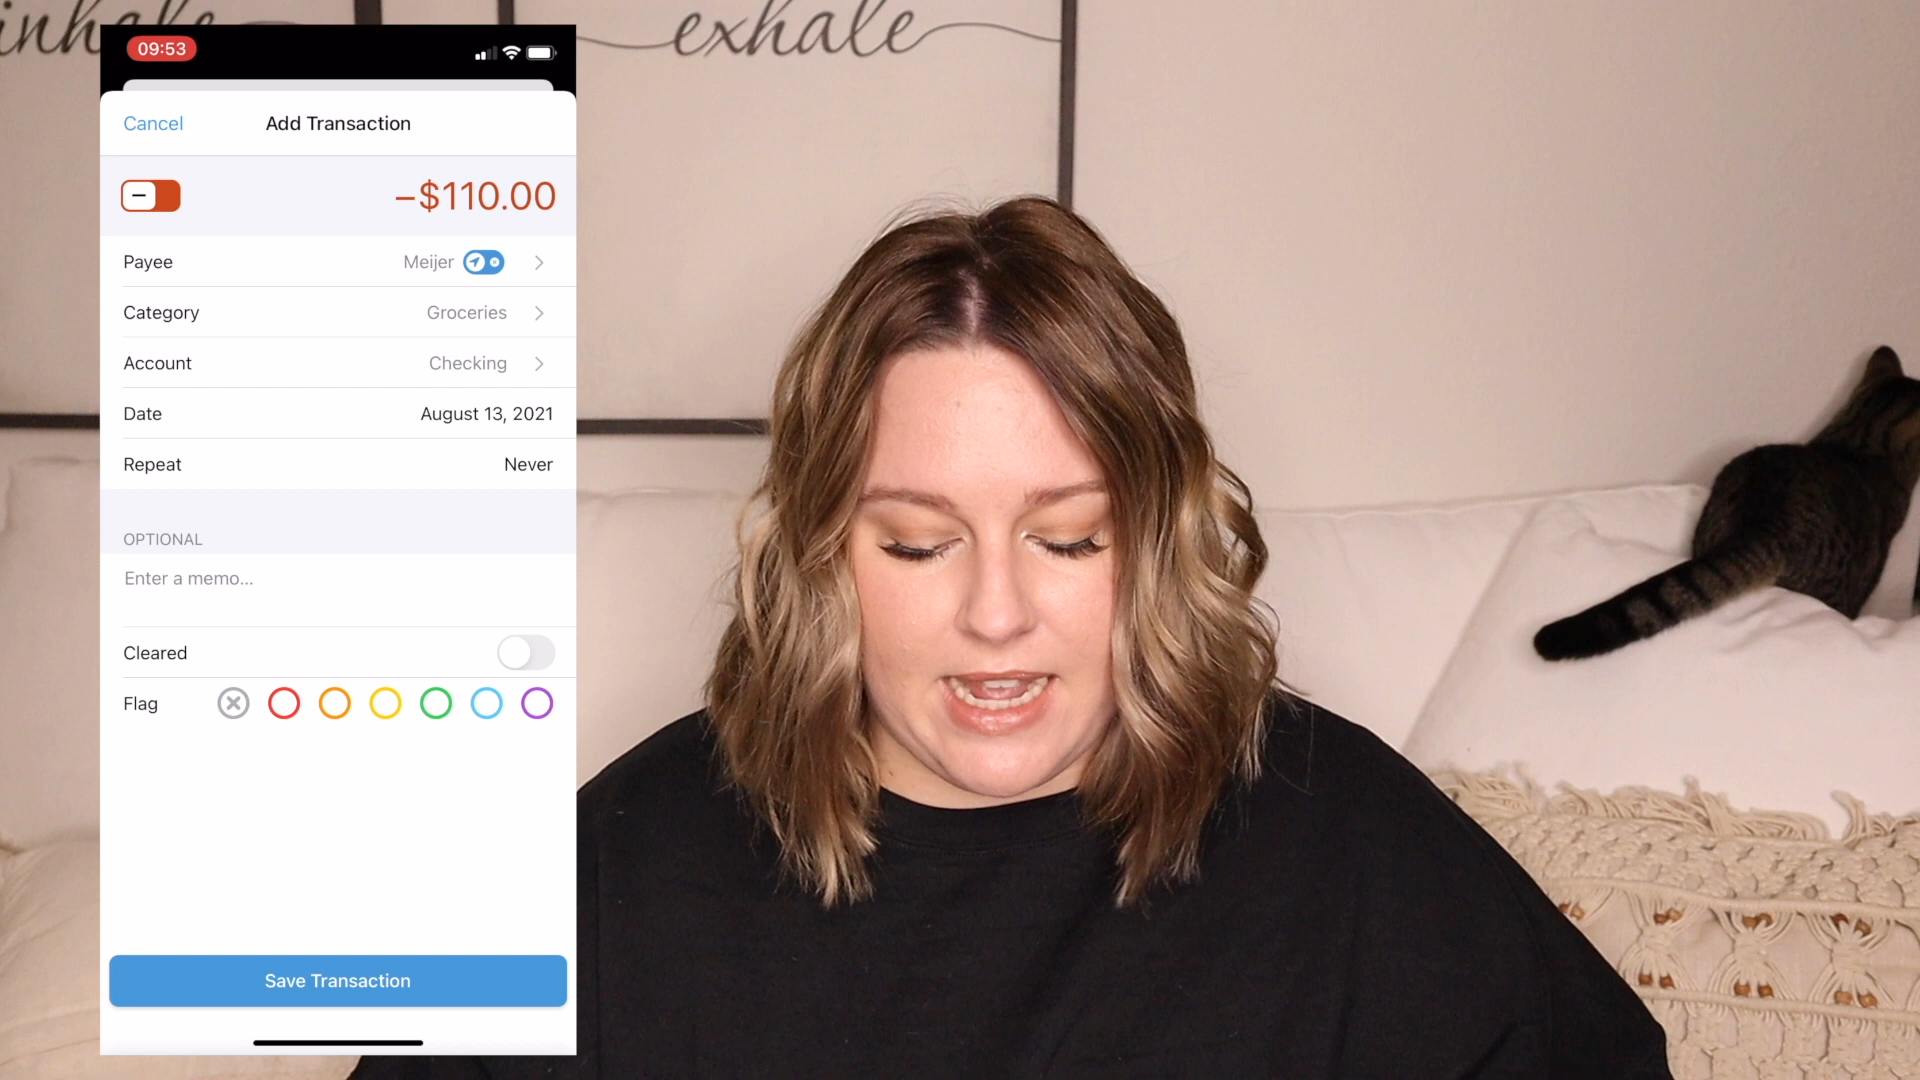 inh
exhale
09:53
Cancel
Add Transaction
−$110.00
Payee
Meijer
Category
Groceries
Account
Checking
Date
August 13, 2021
Repeat
Never
OPTIONAL
Enter a memo...
Cleared
Flag
Save Transaction